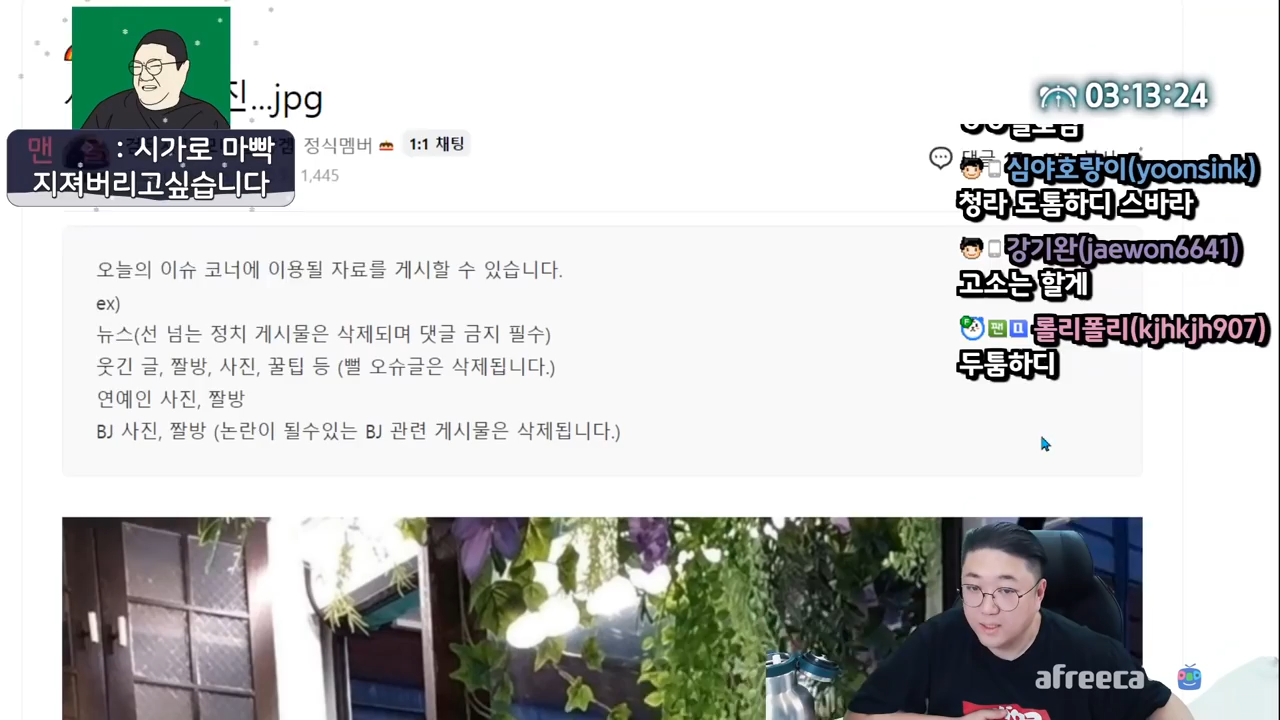 진...jpg
: 시가로 마빡
지져버리고싶습니다
정식멤버
1:1 채팅
1,445
03:13:24
심야호랑이(yoonsink)
청라 도톰하디 스바라
강기완(jaewon6641)
고소는 할게
롤리폴리(kjhkjh907)
두툼하디
오늘의 이슈 코너에 이용될 자료를 게시할 수 있습니다.
ex)
뉴스(선 넘는 정치 게시물은 삭제되며 댓글 금지 필수)
웃긴 글, 짤방, 사진, 꿀팁 등 (뻘 오슈글은 삭제됩니다.)
연예인 사진, 짤방
BJ 사진, 짤방 (논란이 될수있는 BJ 관련 게시물은 삭제됩니다.)
afreeca